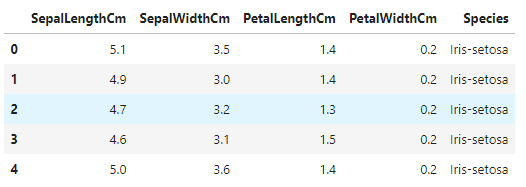 SepalLengthCm SepalWidthCm PetalLengthCm PetalWidthCm Species
0 5.1 3.5 1.4 0.2 Iris-setosa
1 4.9 3.0 1.4 0.2 Iris-setosa
2 4.7 3.2 1.3 0.2 Iris-setosa
3 4.6 3.1 1.5 0.2 Iris-setosa
4 5.0 3.6 1.4 0.2 Iris-setosa